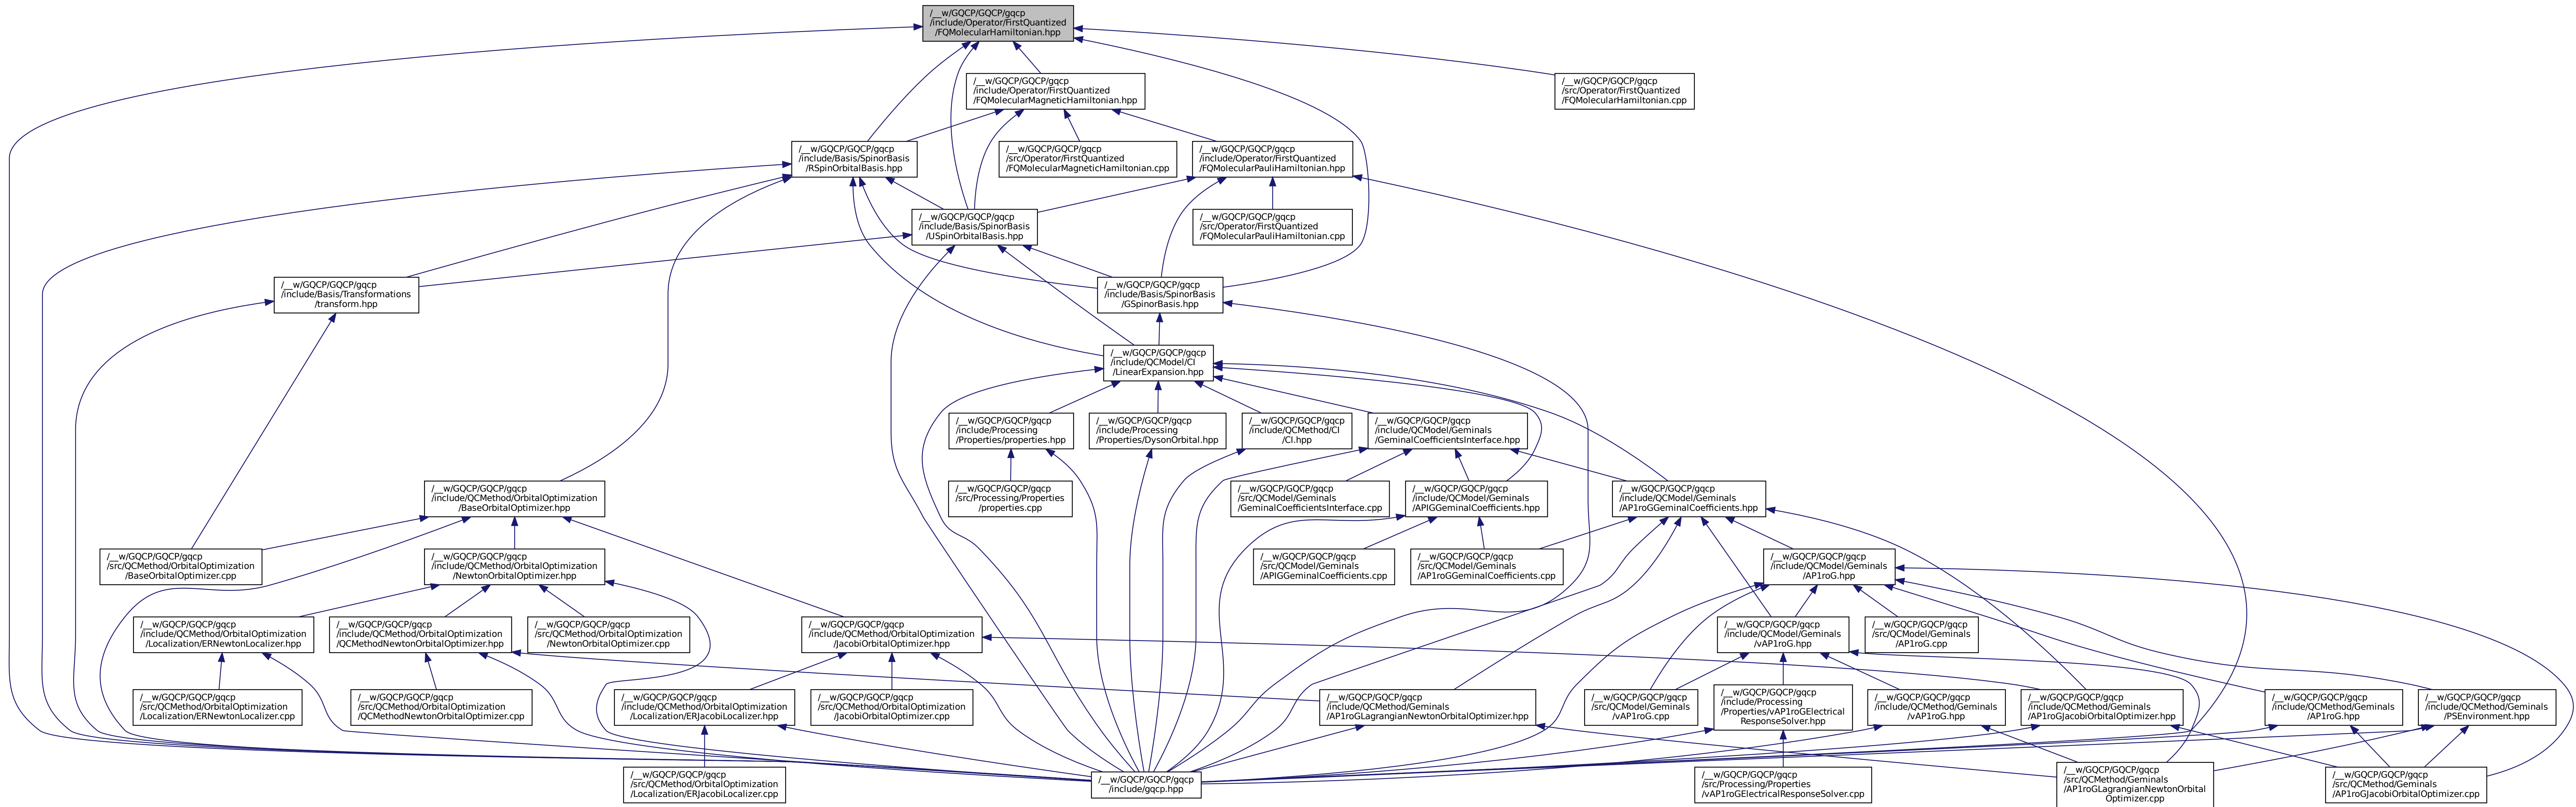 /__w/GQCP/GQCP/gqcp
/include/Operator/FirstQuantized
/FQMolecularHamiltonian.hpp
/__w/GQCP/GQCP/gqcp
/include/Operator/FirstQuantized
/FQMolecularMagneticHamiltonian.hpp
/__w/GQCP/GQCP/gqcp
/src/Operator/FirstQuantized
/FQMolecularHamiltonian.cpp
/__w/GQCP/GQCP/gqcp
/include/Basis/SpinorBasis
/RSpinOrbitalBasis.hpp
/__w/GQCP/GQCP/gqcp
/src/Operator/FirstQuantized
/FQMolecularMagneticHamiltonian.cpp
/__w/GQCP/GQCP/gqcp
/include/Operator/FirstQuantized
/FQMolecularPauliHamiltonian.hpp
/__w/GQCP/GQCP/gqcp
/include/Basis/SpinorBasis
/USpinOrbitalBasis.hpp
/__w/GQCP/GQCP/gqcp
/src/Operator/FirstQuantized
/FQMolecularPauliHamiltonian.cpp
/__w/GQCP/GQCP/gqcp
/include/Basis/Transformations
/transform.hpp
/__w/GQCP/GQCP/gqcp
/include/Basis/SpinorBasis
/GSpinorBasis.hpp
/__w/GQCP/GQCP/gqcp
/include/QCModel/CI
/LinearExpansion.hpp
/__w/GQCP/GQCP/gqcp
/include/Processing
/Properties/properties.hpp
/__w/GQCP/GQCP/gqcp
/include/Processing
/Properties/DysonOrbital.hpp
/__w/GQCP/GQCP/gqcp
/include/QCMethod/CI
/CI.hpp
/__w/GQCP/GQCP/gqcp
/include/QCModel/Geminals
/GeminalCoefficientsInterface.hpp
/__w/GQCP/GQCP/gqcp
/include/QCMethod/OrbitalOptimization
/BaseOrbitalOptimizer.hpp
/__w/GQCP/GQCP/gqcp
/src/Processing/Properties
/properties.cpp
/__w/GQCP/GQCP/gqcp
/src/QCModel/Geminals
/GeminalCoefficientsInterface.cpp
/__w/GQCP/GQCP/gqcp
/include/QCModel/Geminals
/APIGGeminalCoefficients.hpp
/__w/GQCP/GQCP/gqcp
/include/QCModel/Geminals
/AP1roGGeminalCoefficients.hpp
/__w/GQCP/GQCP/gqcp
/src/QCMethod/OrbitalOptimization
/BaseOrbitalOptimizer.cpp
/__w/GQCP/GQCP/gqcp
/include/QCMethod/OrbitalOptimization
/NewtonOrbitalOptimizer.hpp
/__w/GQCP/GQCP/gqcp
/src/QCModel/Geminals
/APIGGeminalCoefficients.cpp
/__w/GQCP/GQCP/gqcp
/src/QCModel/Geminals
/AP1roGGeminalCoefficients.cpp
/__w/GQCP/GQCP/gqcp
/include/QCModel/Geminals
/AP1roG.hpp
/__w/GQCP/GQCP/gqcp
/include/QCMethod/OrbitalOptimization
/Localization/ERNewtonLocalizer.hpp
/__w/GQCP/GQCP/gqcp
/include/QCMethod/OrbitalOptimization
/QCMethodNewtonOrbitalOptimizer.hpp
/__w/GQCP/GQCP/gqcp
/src/QCMethod/OrbitalOptimization
/NewtonOrbitalOptimizer.cpp
/__w/GQCP/GQCP/gqcp
/include/QCMethod/OrbitalOptimization
/JacobiOrbitalOptimizer.hpp
/__w/GQCP/GQCP/gqcp
/include/QCModel/Geminals
/vAP1roG.hpp
/__w/GQCP/GQCP/gqcp
/src/QCModel/Geminals
/AP1roG.cpp
/__w/GQCP/GQCP/gqcp
/src/QCMethod/OrbitalOptimization
/Localization/ERNewtonLocalizer.cpp
/__w/GQCP/GQCP/gqcp
/src/QCMethod/OrbitalOptimization
/QCMethodNewtonOrbitalOptimizer.cpp
/__w/GQCP/GQCP/gqcp
/include/QCMethod/OrbitalOptimization
/Localization/ERJacobiLocalizer.hpp
/__w/GQCP/GQCP/gqcp
/src/QCMethod/OrbitalOptimization
/JacobiOrbitalOptimizer.cpp
/__w/GQCP/GQCP/gqcp
/include/QCMethod/Geminals
/AP1roGLagrangianNewtonOrbitalOptimizer.hpp
/__w/GQCP/GQCP/gqcp
/src/QCModel/Geminals
/vAP1roG.cpp
/__w/GQCP/GQCP/gqcp
/include/Processing
/Properties/vAP1roGElectrical
ResponseSolver.hpp
/__w/GQCP/GQCP/gqcp
/include/QCMethod/Geminals
/vAP1roG.hpp
/__w/GQCP/GQCP/gqcp
/include/QCMethod/Geminals
/AP1roGJacobiOrbitalOptimizer.hpp
/__w/GQCP/GQCP/gqcp
/include/QCMethod/Geminals
/AP1roG.hpp
/__w/GQCP/GQCP/gqcp
/include/QCMethod/Geminals
/PSEnvironment.hpp
/__w/GQCP/GQCP/gqcp
/src/QCMethod/OrbitalOptimization
/Localization/ERJacobiLocalizer.cpp
/__w/GQCP/GQCP/gqcp
/include/gqcp.hpp
/__w/GQCP/GQCP/gqcp
/src/Processing/Properties
/vAP1roGElectricalResponseSolver.cpp
/__w/GQCP/GQCP/gqcp
/src/QCMethod/Geminals
/AP1roGLagrangianNewtonOrbital
Optimizer.cpp
/__w/GQCP/GQCP/gqcp
/src/QCMethod/Geminals
/AP1roGJacobiOrbitalOptimizer.cpp